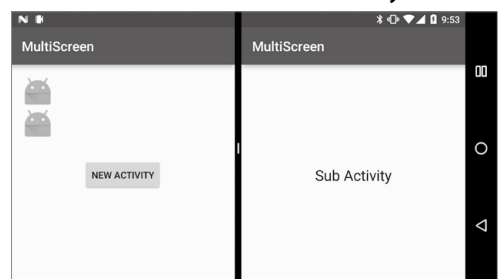 9:53
MultiScreen
MultiScreen
NEW ACTIVITY
Sub Activity